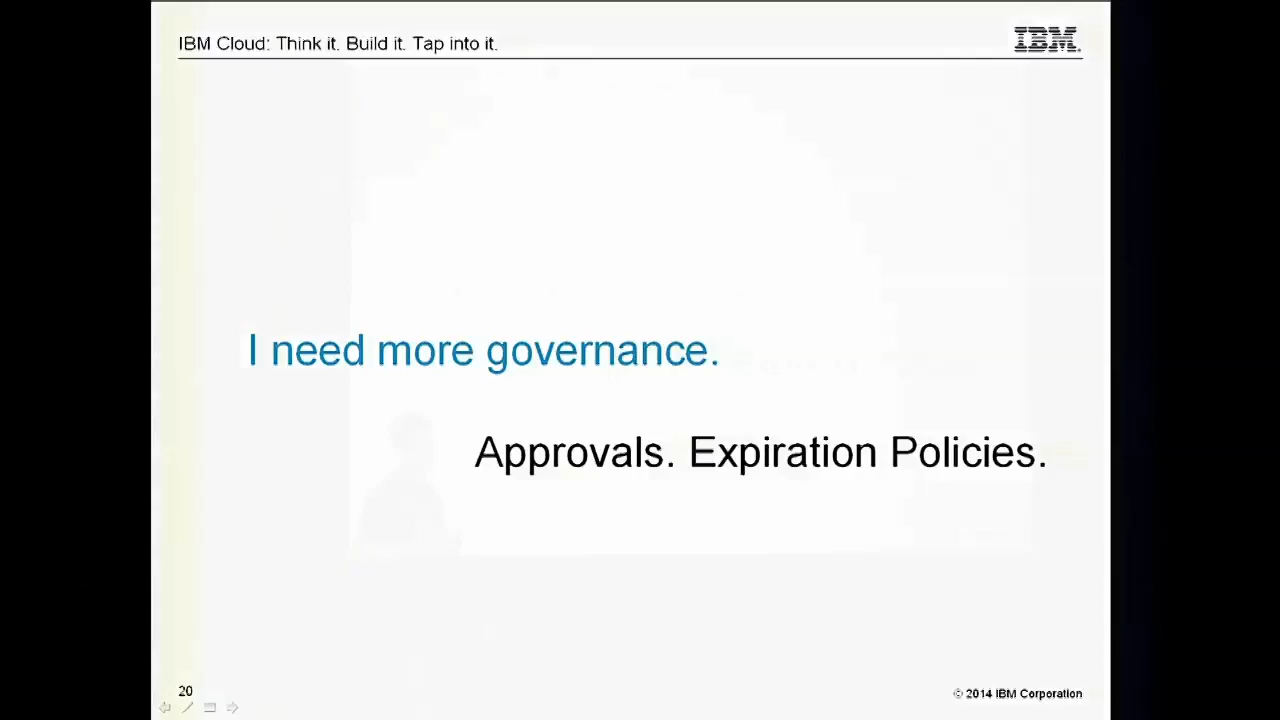 IBM Cloud: Think it. Build it. Tap into it.
IBM
I need more governance.
Approvals. Expiration Policies.
20
© 2014 IBM Corporation